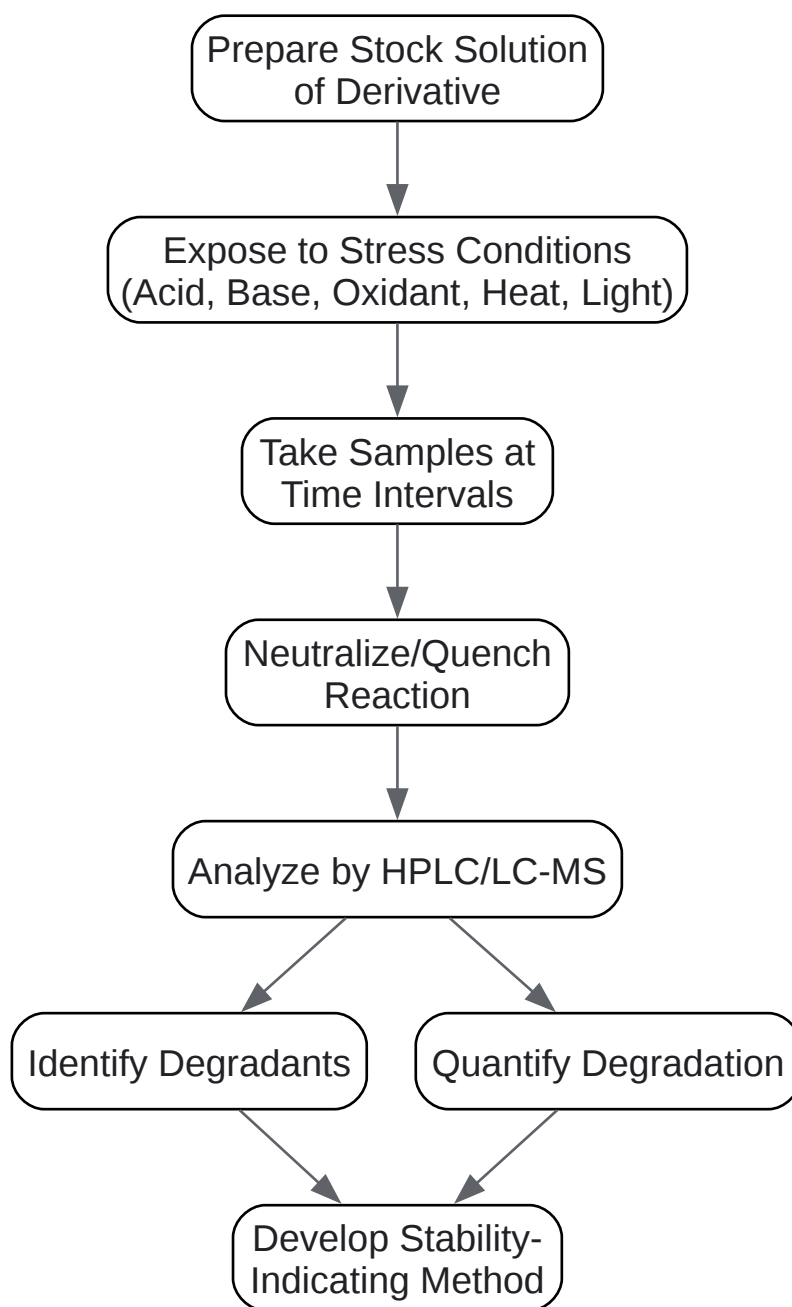 Prepare Stock Solution
of Derivative
Expose to Stress Conditions
(Acid, Base, Oxidant, Heat, Light)
Take Samples at
Time Intervals
Neutralize/Quench
Reaction
Analyze by HPLC/LC-MS
Identify Degradants
Quantify Degradation
Develop Stability-
Indicating Method